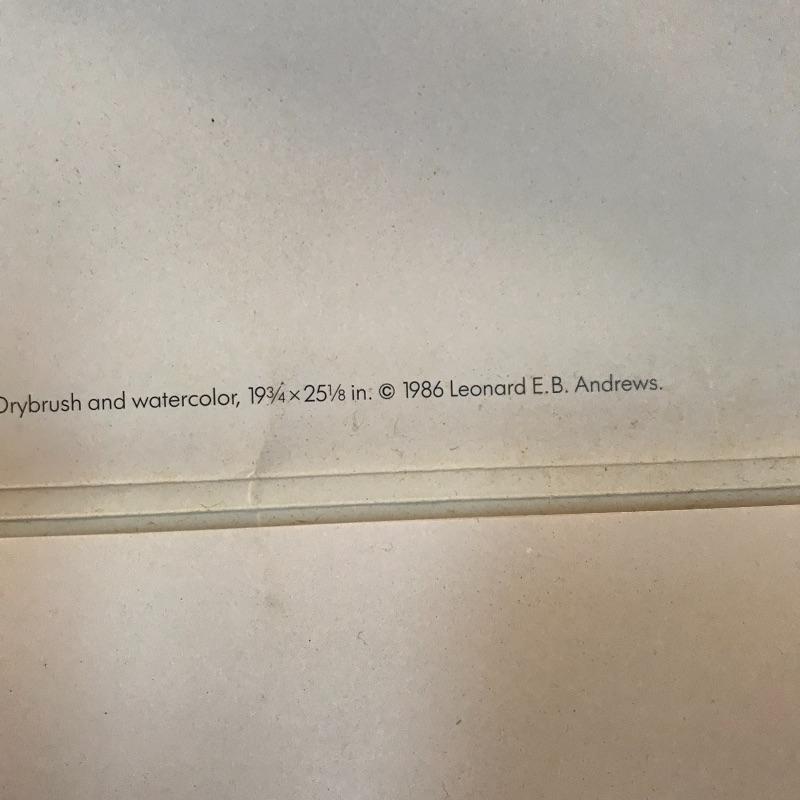 Drybrush and watercolor, 19¾ × 25⅛ in. © 1986 Leonard E.B. Andrews.